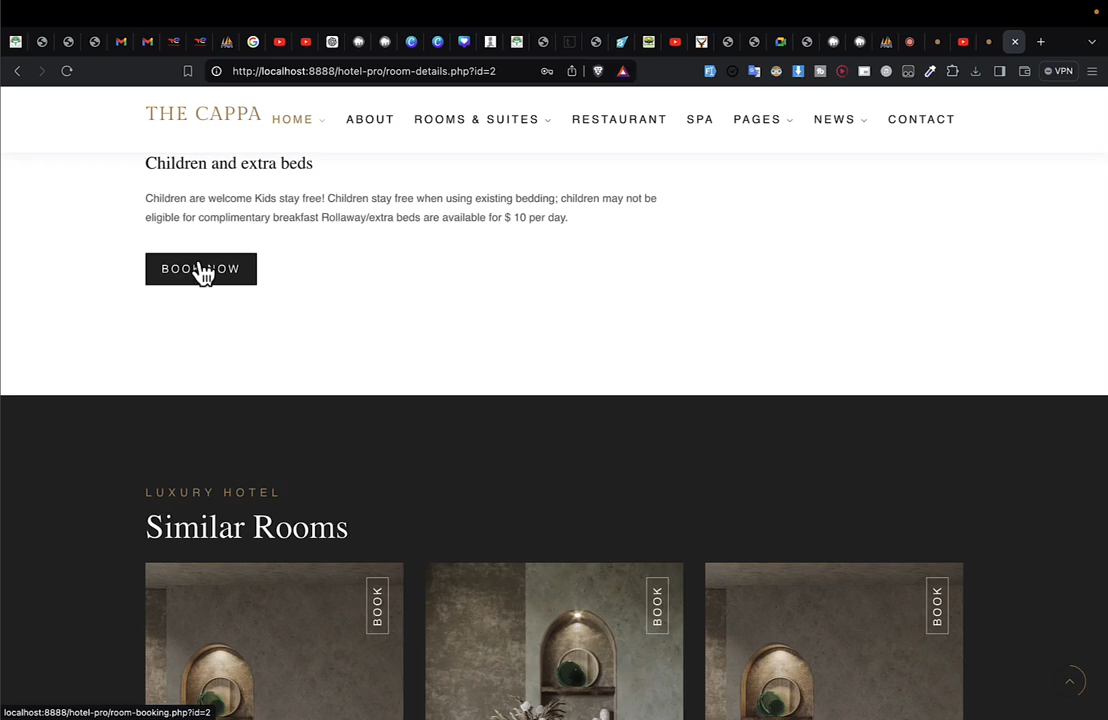 http://localhost:8888/hotel-pro/room-details.php?id=2
VPN
THE CAPPA
HOME
ABOUT
ROOMS & SUITES
RESTAURANT
SPA
PAGES
NEWS
CONTACT
Children and extra beds
Children are welcome Kids stay free! Children stay free when using existing bedding; children may not be
eligible for complimentary breakfast Rollaway/extra beds are available for $ 10 per day.
BOOK NOW
LUXURY HOTEL
Similar Rooms
BOOK
BOOK
BOOK
localhost:8888/hotel-pro/room-booking.php?id=2